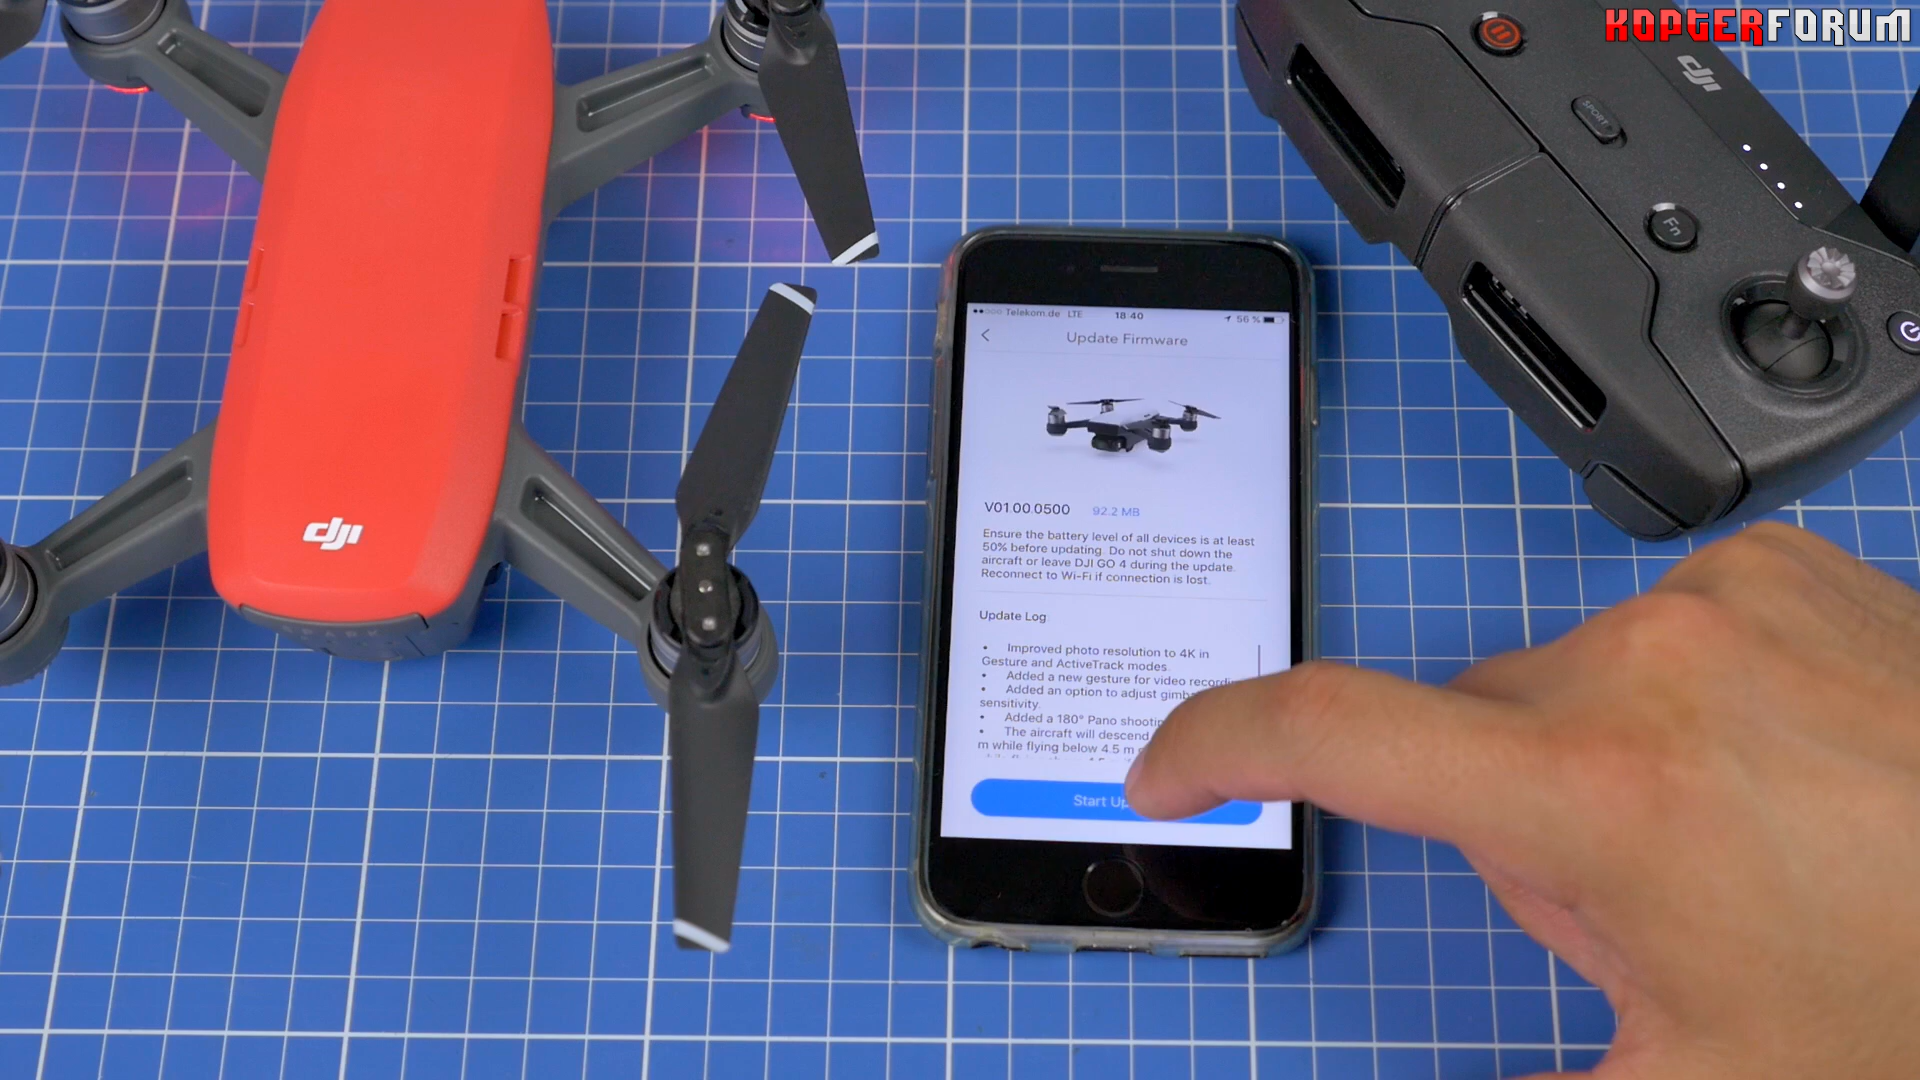 KOPTERFORUM
dji
SPORT
Fn
Telekom.de LTE 18:40 56 %
Update Firmware
V01.00.0500 92.2 MB
Ensure the battery level of all devices is at least
50% before updating. Do not shut down the
aircraft or leave DJI GO 4 during the update.
Reconnect to Wi-Fi if connection is lost.
Update Log
• Improved photo resolution to 4K in
Gesture and ActiveTrack modes.
• Added a new gesture for video recording
• Added an option to adjust
sensitivity.
• Added a 180° Pano
• The aircraft will descend
m while flying below 4.5 m
Start
dji
SPARK